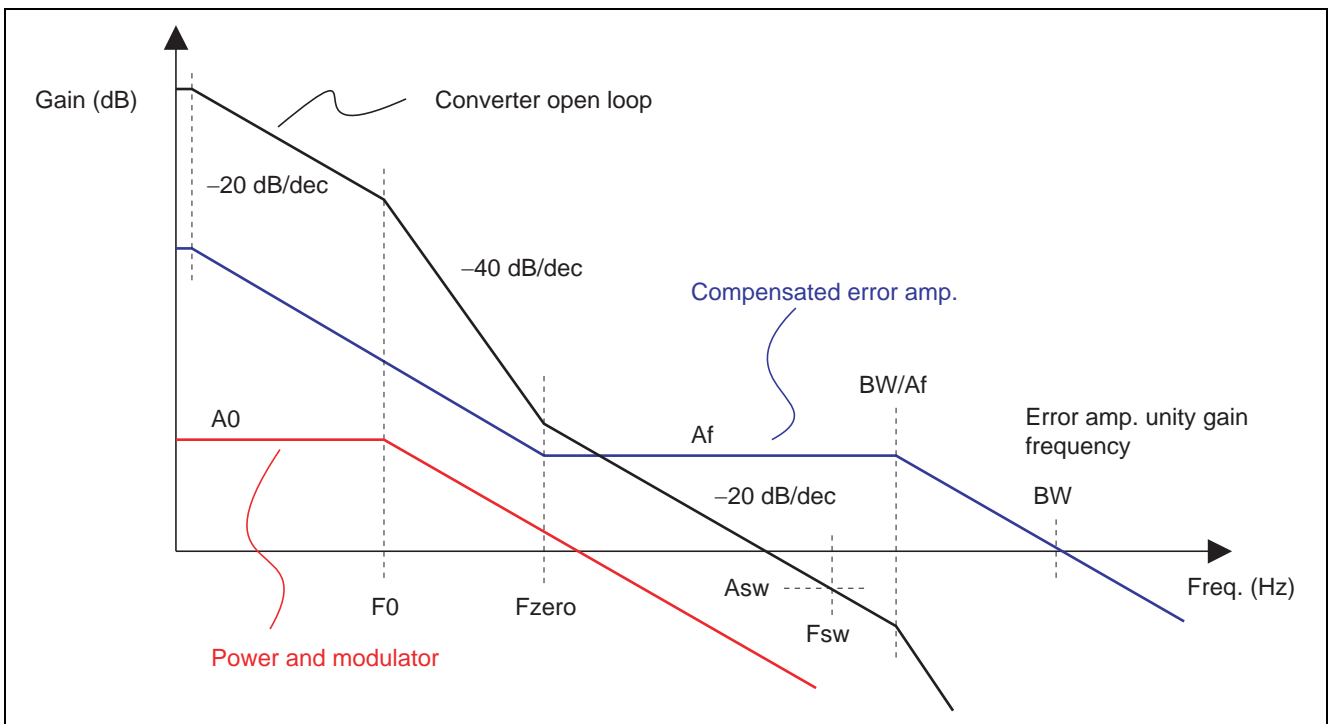 Gain (dB)
Converter open loop
–20 dB/dec
–40 dB/dec
Compensated error amp.
BW/Af
A0
Af
Error amp. unity gain
frequency
–20 dB/dec
BW
Asw
Freq. (Hz)
F0
Fzero
Fsw
Power and modulator